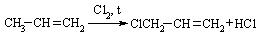 CH₃-CH=CH₂ —Cl₂, t→ ClCH₂-CH=CH₂ + HCl